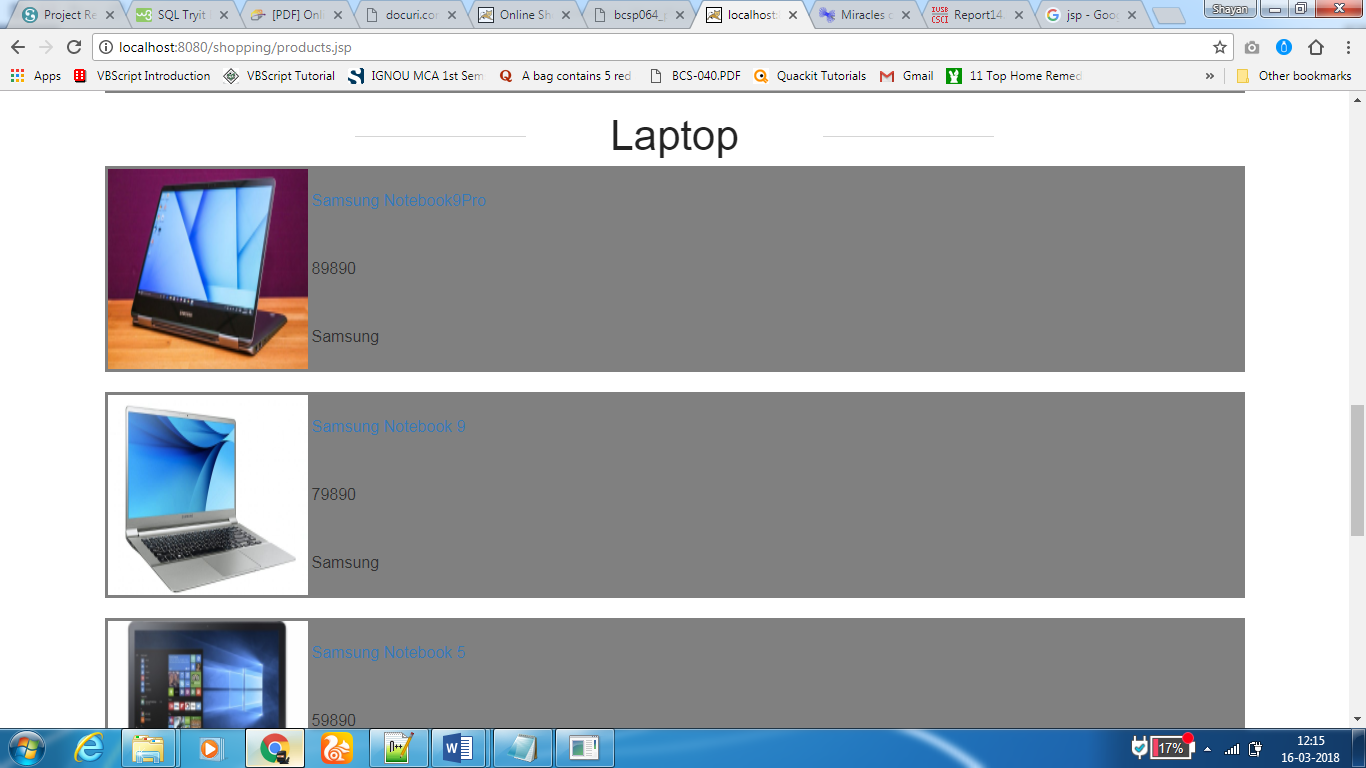 Project Re
SQL Tryit
[PDF] Onl
docuri.cor
Online Sh
bcsp064_
localhost:
Miracles
Report14
jsp - Goo
Shayan
localhost:8080/shopping/products.jsp
Apps
VBScript Introduction
VBScript Tutorial
IGNOU MCA 1st Sem
A bag contains 5 red
BCS-040.PDF
Quackit Tutorials
Gmail
11 Top Home Remed
»
Other bookmarks
Laptop
Samsung Notebook9Pro
89890
Samsung
Samsung Notebook 9
79890
Samsung
Samsung Notebook 5
59890
17%
12:15
16-03-2018